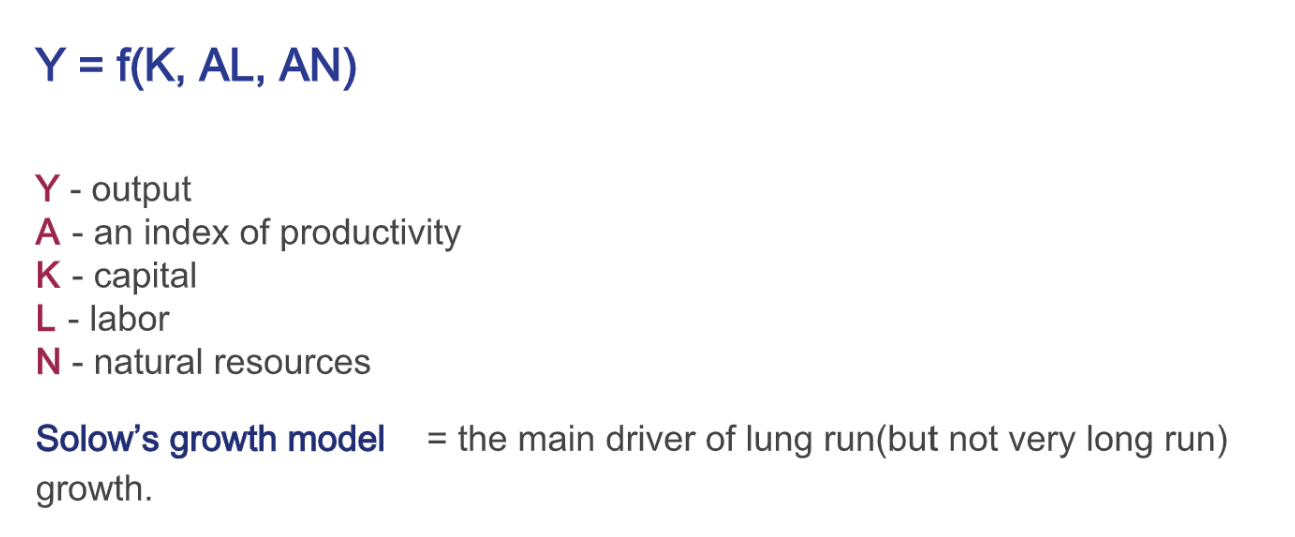 Y = f(K, AL, AN)
Y - output
A - an index of productivity
K - capital
L - labor
N - natural resources
Solow’s growth model = the main driver of lung run(but not very long run)
growth.